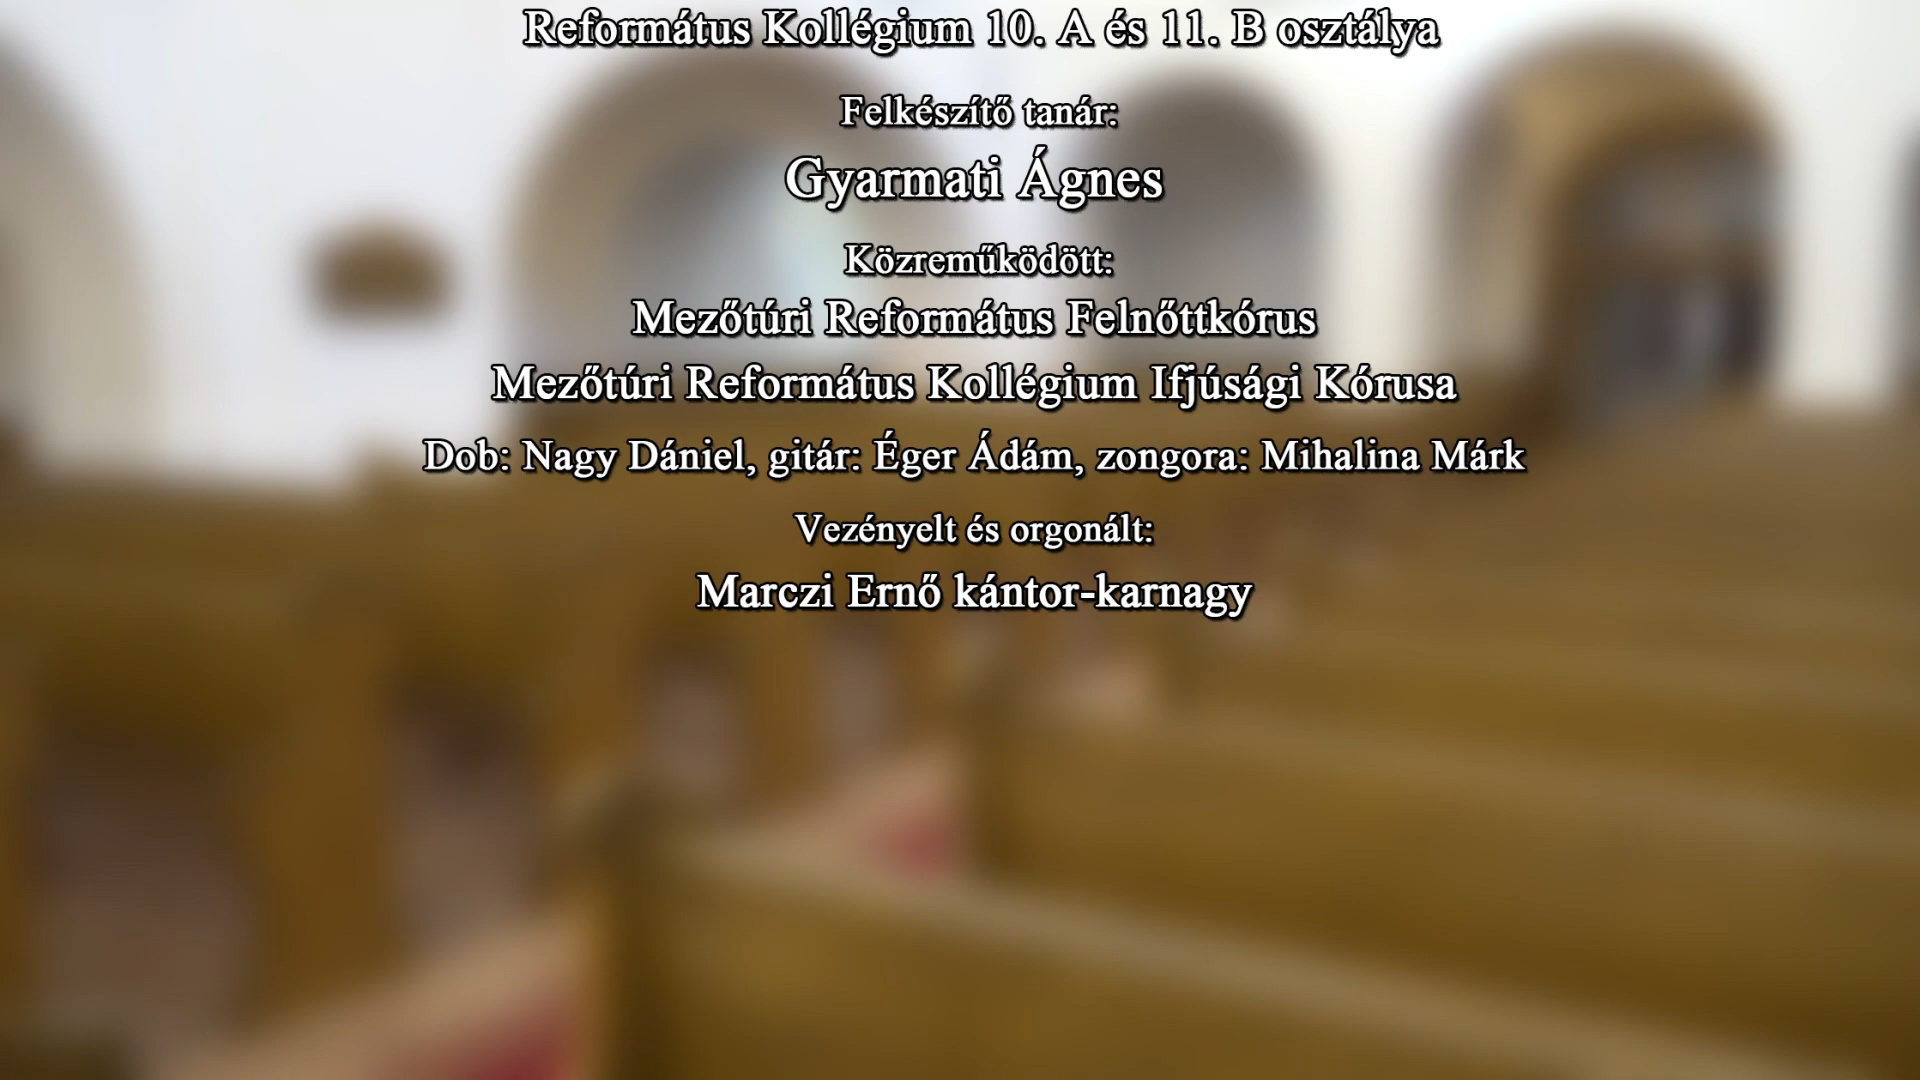 Református Kollégium 10. A és 11. B osztálya
Felkészítő tanár:
Gyarmati Ágnes
Közreműködött:
Mezőtúri Református Felnőttkórus
Mezőtúri Református Kollégium Ifjúsági Kórusa
Dob: Nagy Dániel, gitár: Éger Ádám, zongora: Mihalina Márk
Vezényelt és orgonált:
Marczi Ernő kántor-karnagy